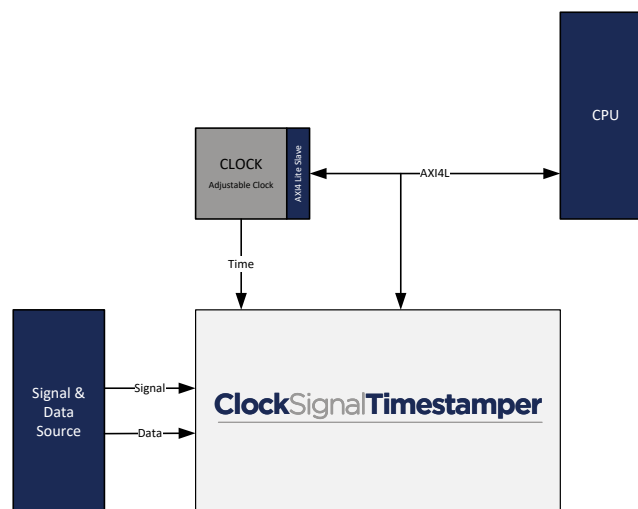 CPU
CLOCK
Adjustable Clock
AXI4 Lite Slave
AXI4L
Time
Signal &
Data
Source
Signal
Data
ClockSignalTimestamper